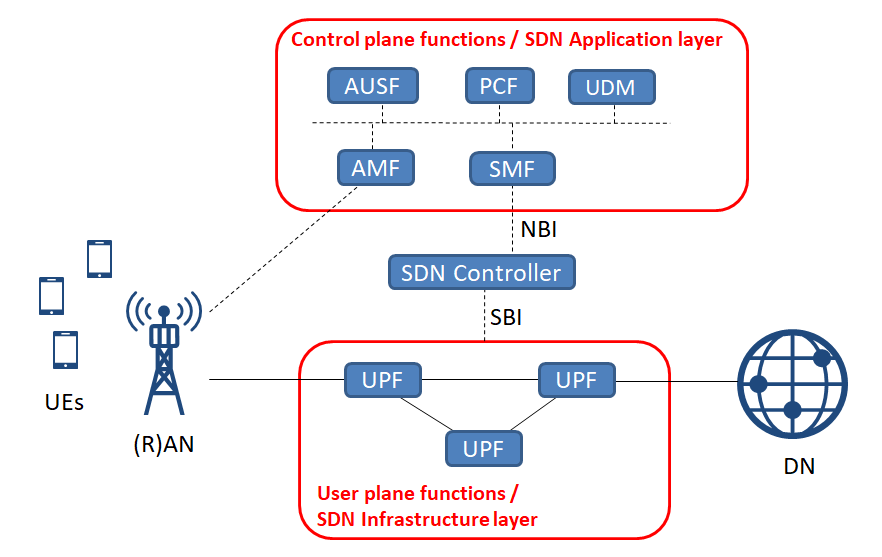 Control plane functions / SDN Application layer
AUSF
PCF
UDM
AMF
SMF
NBI
SDN Controller
SBI
UPF
UPF
UPF
UEs
(R)AN
DN
User plane functions /
SDN Infrastructure layer